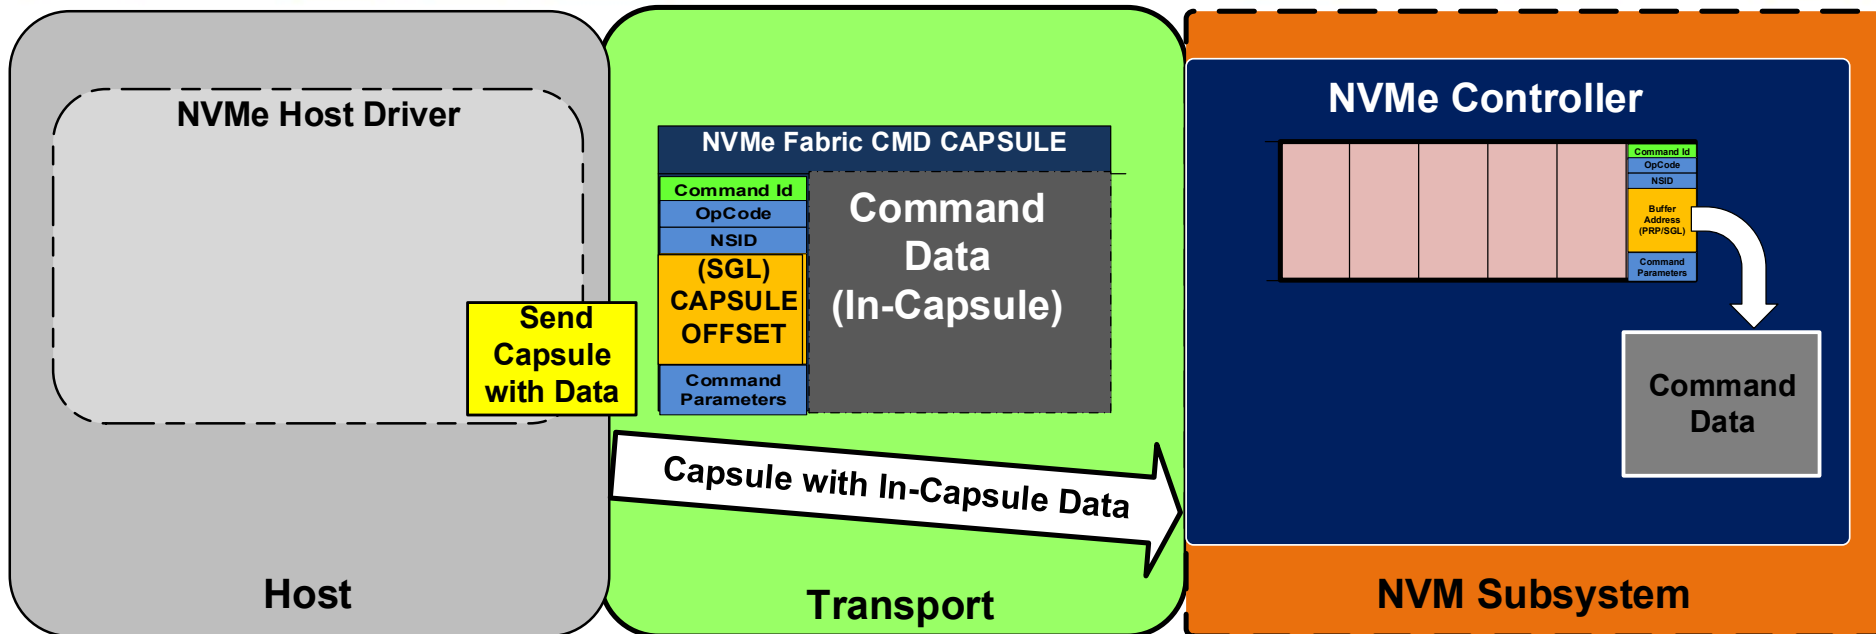 NVMe Host Driver
Send
Capsule
with Data
Host
NVMe Fabric CMD CAPSULE
Command Id
OpCode
NSID
(SGL)
CAPSULE
OFFSET
Command
Parameters
Command
Data
(In-Capsule)
Capsule with In-Capsule Data
Transport
NVMe Controller
Command Id
OpCode
NSID
Buffer
Address
(PRP/SGL)
Command
Parameters
Command
Data
NVM Subsystem